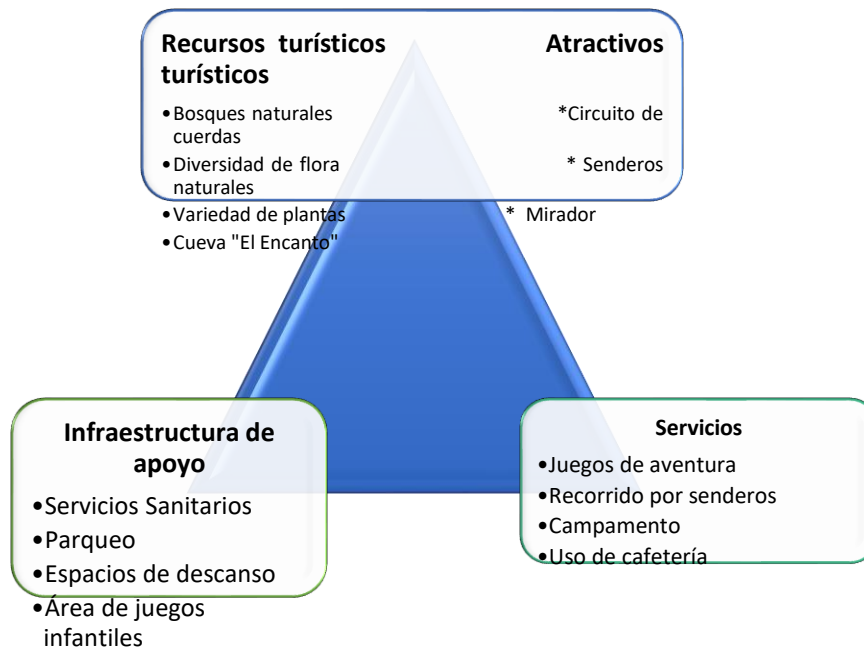 Recursos turísticos Atractivos
turísticos
•Bosques naturales *Circuito de
cuerdas
•Diversidad de flora * Senderos
naturales
•Variedad de plantas * Mirador
•Cueva "El Encanto"
Infraestructura de
apoyo
•Servicios Sanitarios
•Parqueo
•Espacios de descanso
•Área de juegos
infantiles
Servicios
•Juegos de aventura
•Recorrido por senderos
•Campamento
•Uso de cafetería